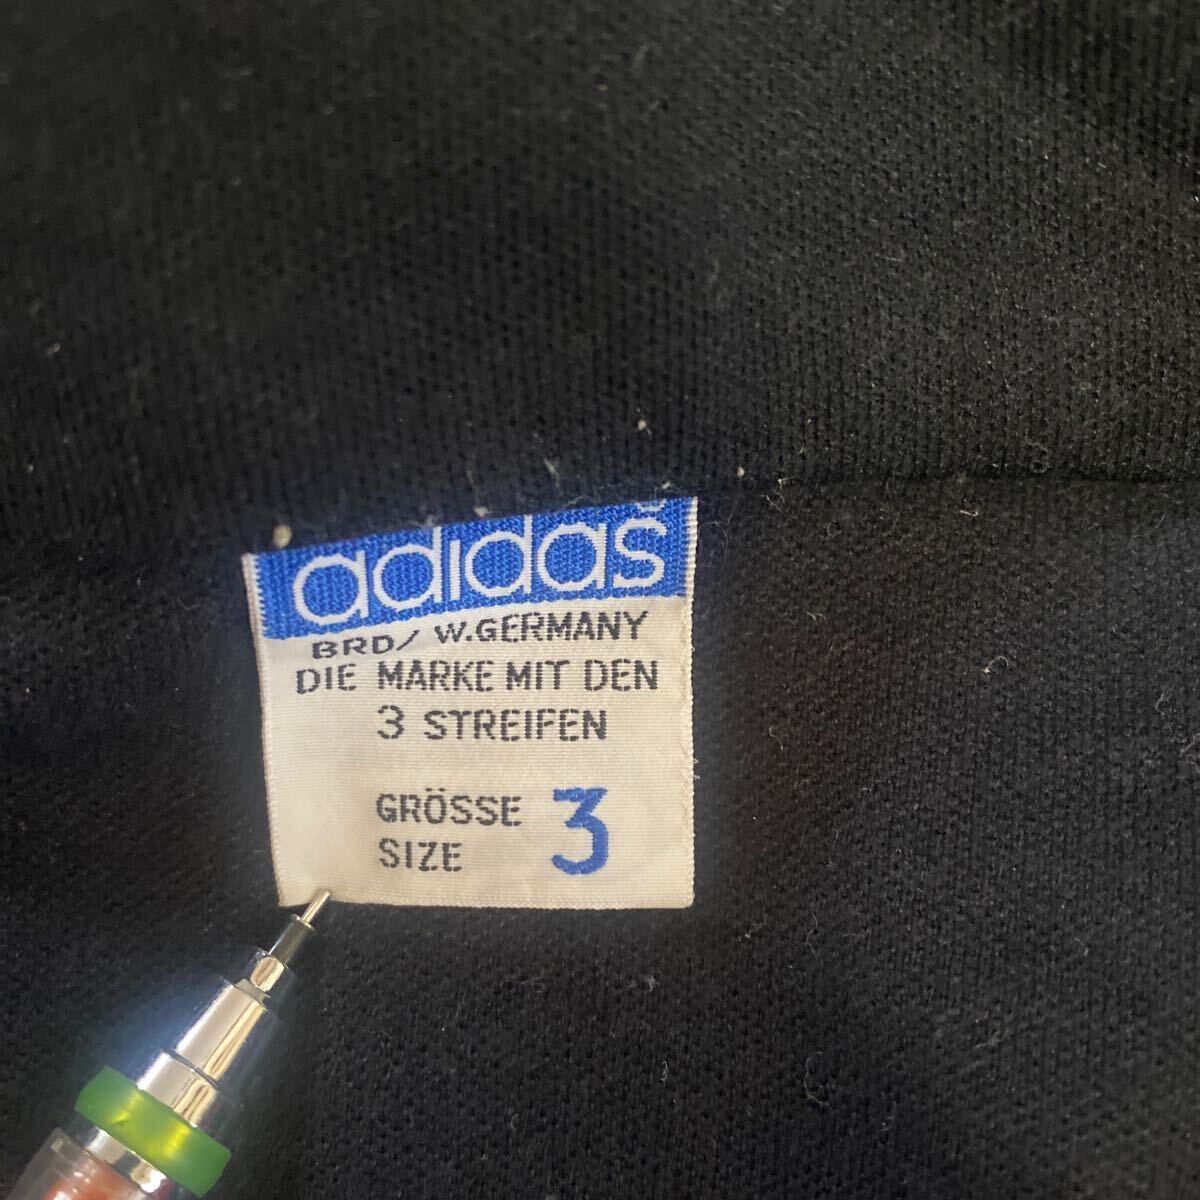 adidas
BRD/ W.GERMANY
DIE MARKE MIT DEN
3 STREIFEN
GRÖSSE
SIZE
3